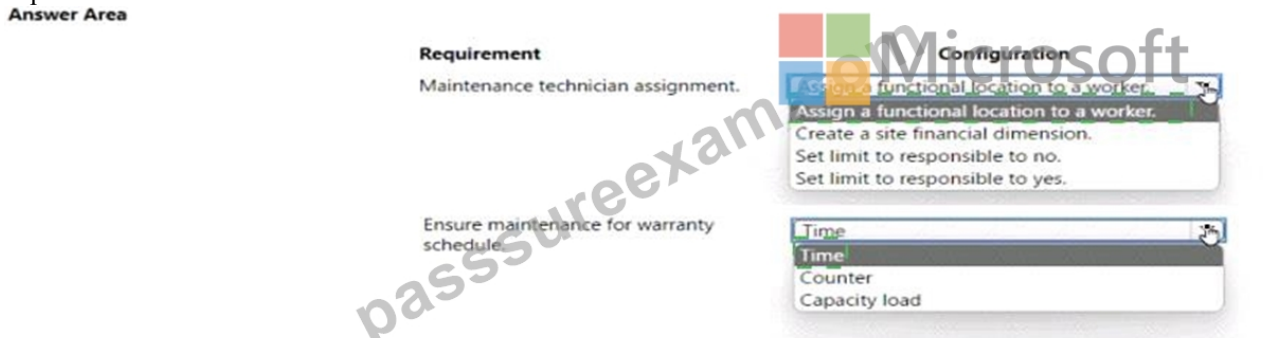 Answer Area
Requirement
Configuration
Microsoft
Maintenance technician assignment.
Assign a functional location to a worker.
Assign a functional location to a worker.
Create a site financial dimension.
Set limit to responsible to no.
Set limit to responsible to yes.
Ensure maintenance for warranty
schedule.
Time
Time
Counter
Capacity load
passsureexam.com